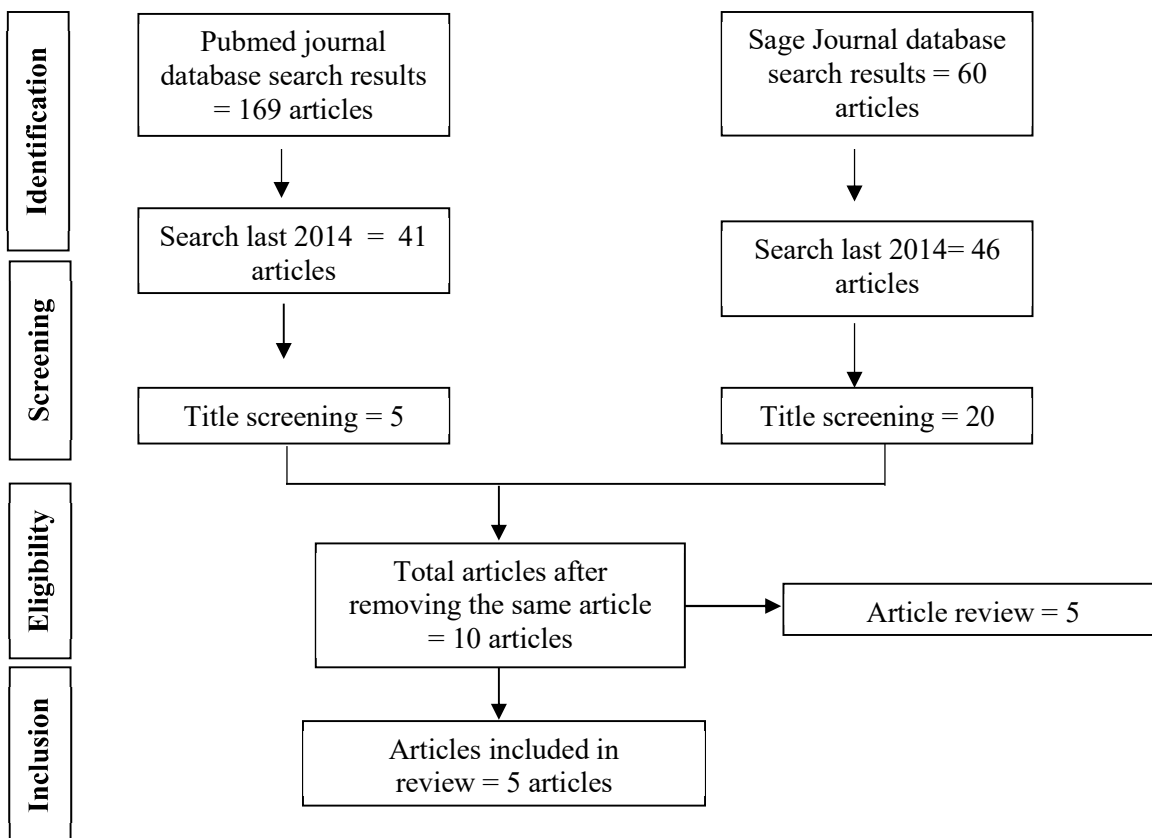 Identification
Pubmed journal
database search results
= 169 articles
Sage Journal database
search results = 60
articles
Search last 2014 = 41
articles
Search last 2014= 46
articles
Screening
Title screening = 5
Title screening = 20
Eligibility
Total articles after
removing the same article
= 10 articles
Article review = 5
Inclusion
Articles included in
review = 5 articles